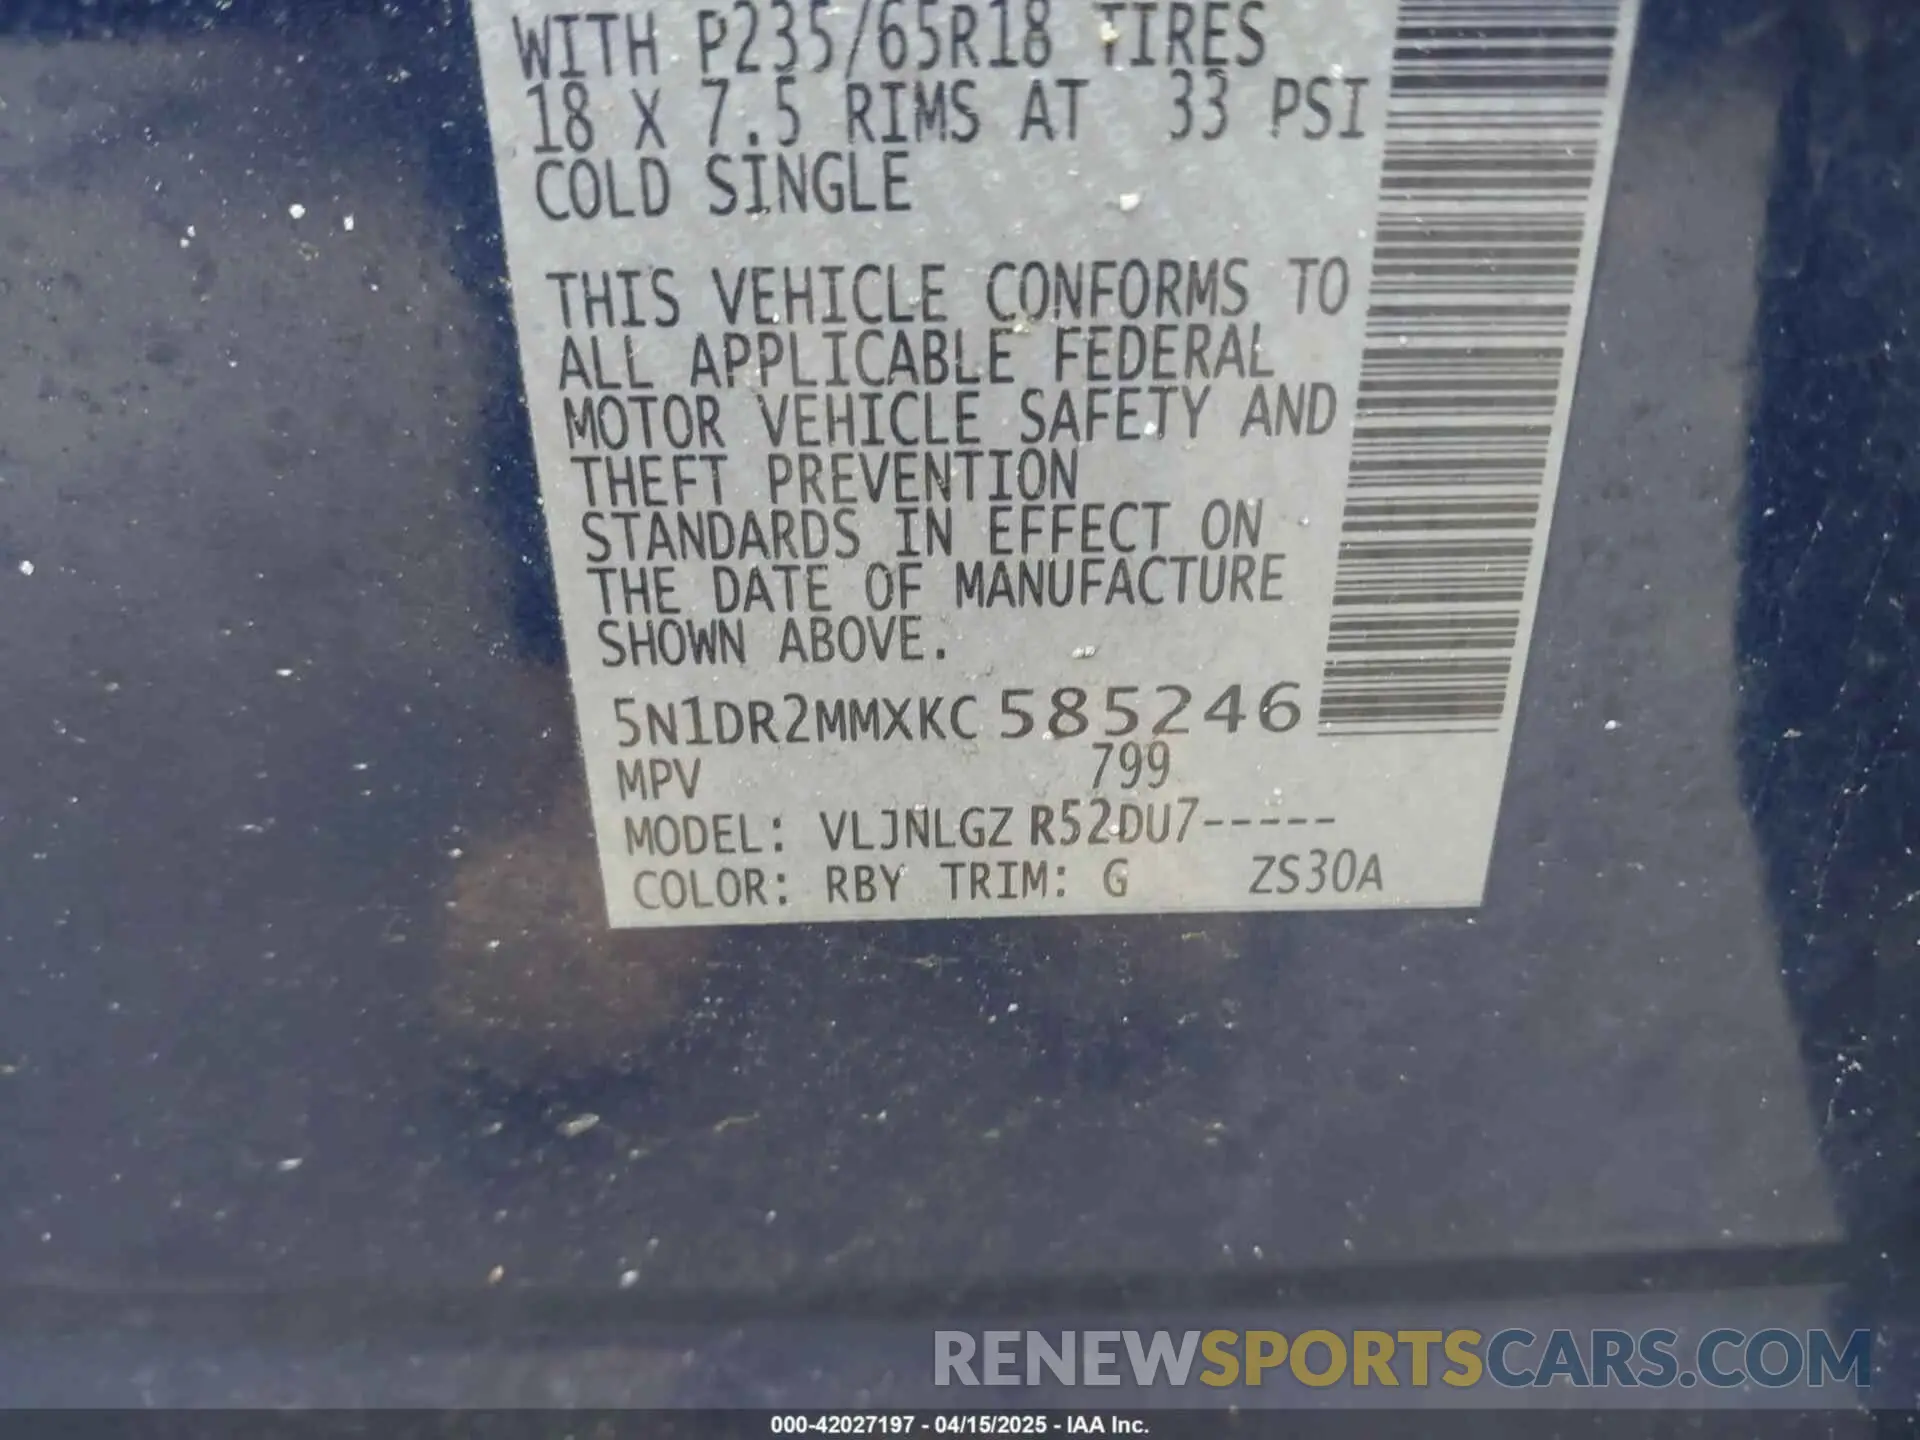 WITH P235/65R18 TIRES
18 X 7.5 RIMS AT 33 PSI
COLD SINGLE
THIS VEHICLE CONFORMS TO
ALL APPLICABLE FEDERAL
MOTOR VEHICLE SAFETY AND
THEFT PREVENTION
STANDARDS IN EFFECT ON
THE DATE OF MANUFACTURE
SHOWN ABOVE.
5N1DR2MMXKC 585246
MPV 799
MODEL: VLJNLGZ R52DU7-----
COLOR: RBY TRIM: G ZS30A
RENEWSPORTSCARS.COM
000-42027197 - 04/15/2025 - IAA Inc.